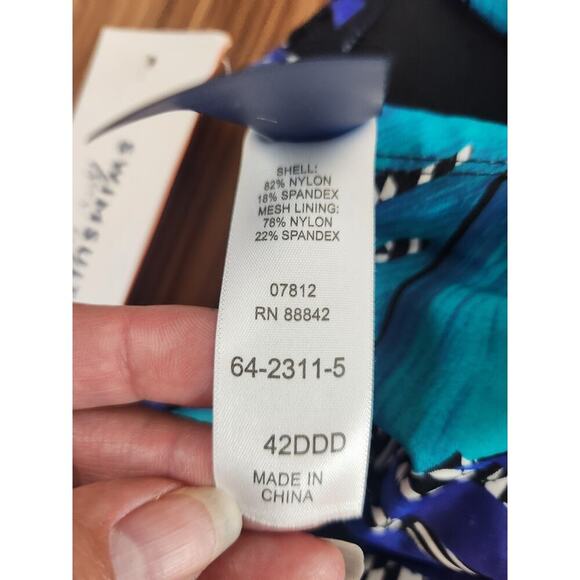 SHELL:
82% NYLON
18% SPANDEX
MESH LINING:
78% NYLON
22% SPANDEX
07812
RN 88842
64-2311-5
42DDD
MADE IN
CHINA